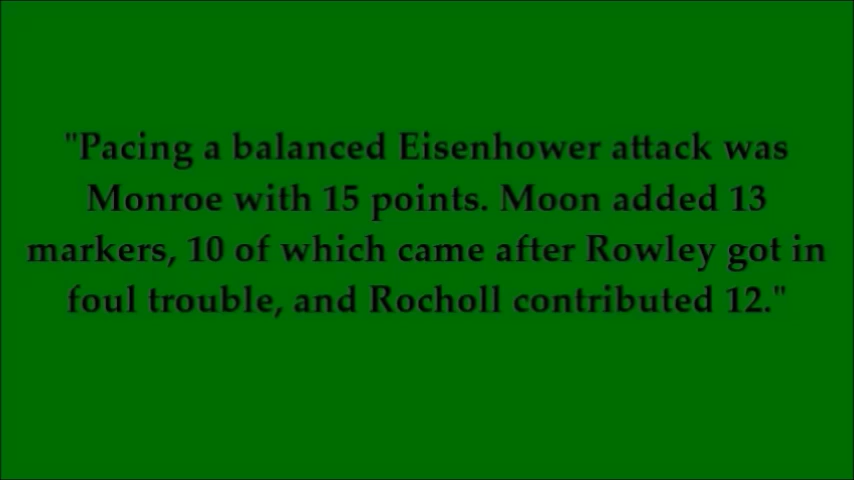 "Pacing a balanced Eisenhower attack was
Monroe with 15 points. Moon added 13
markers, 10 of which came after Rowley got in
foul trouble, and Rocholl contributed 12."